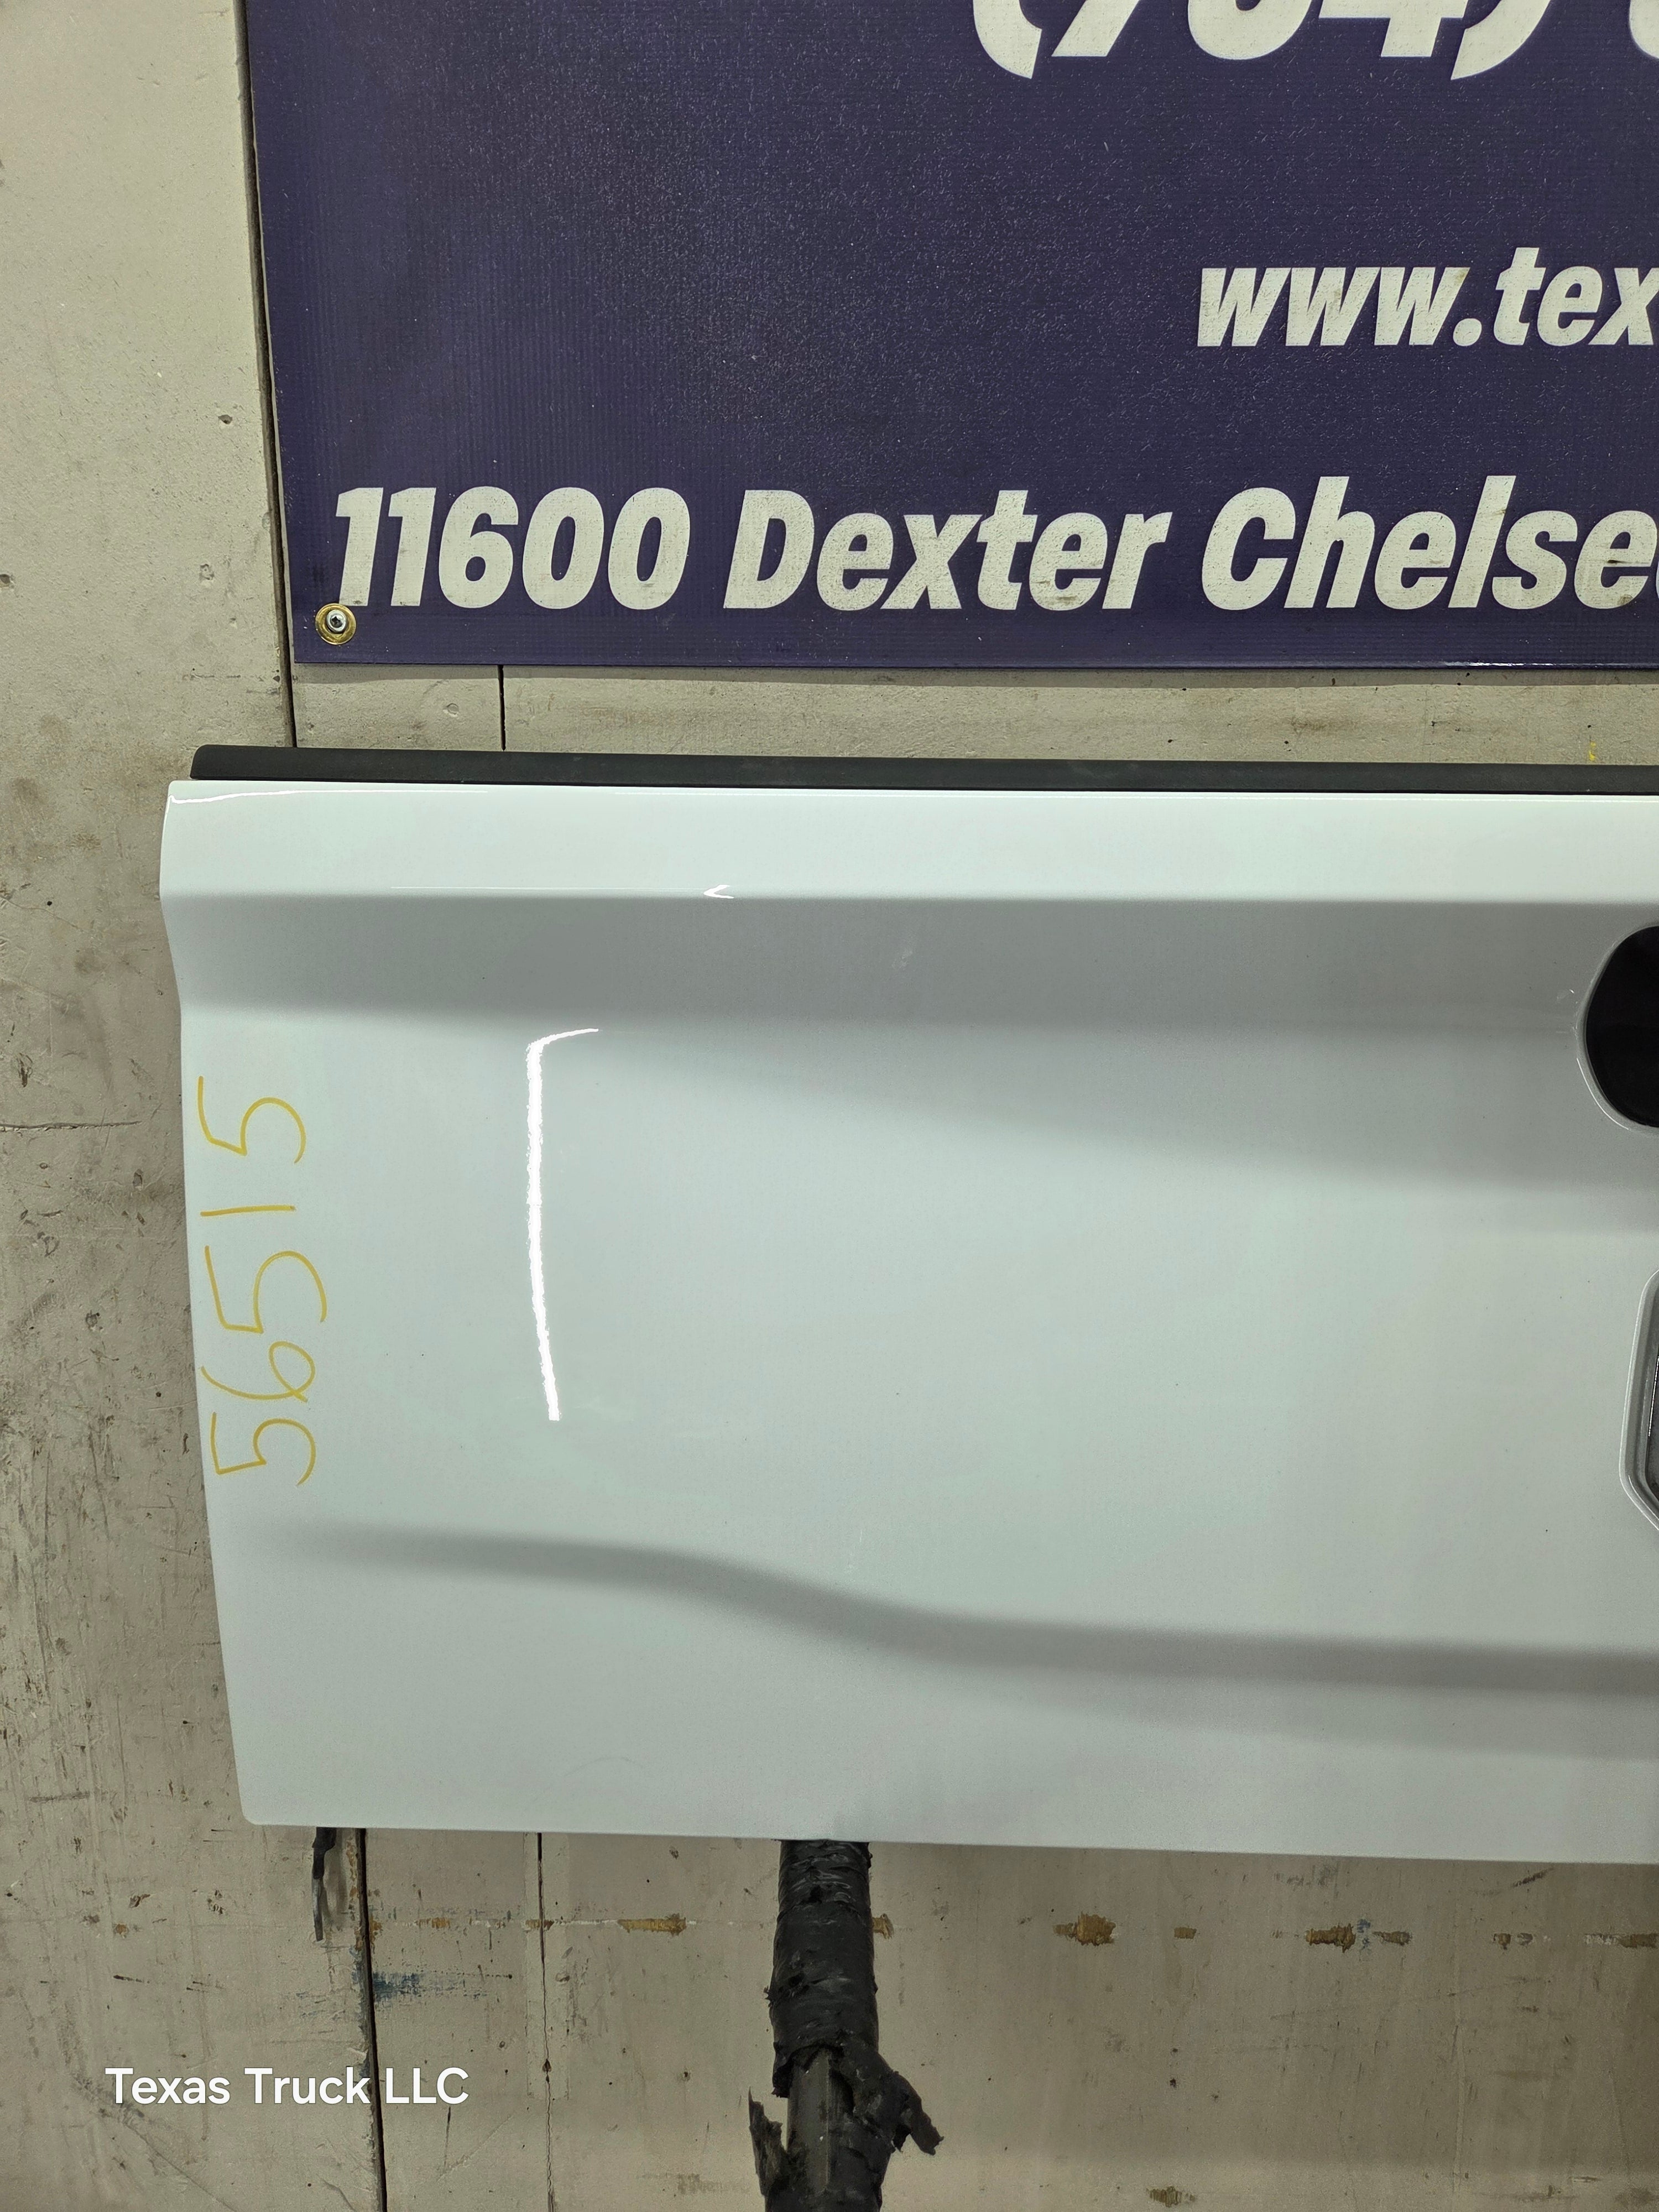 www.tex
11600 Dexter Chelse
56515
Texas Truck LLC